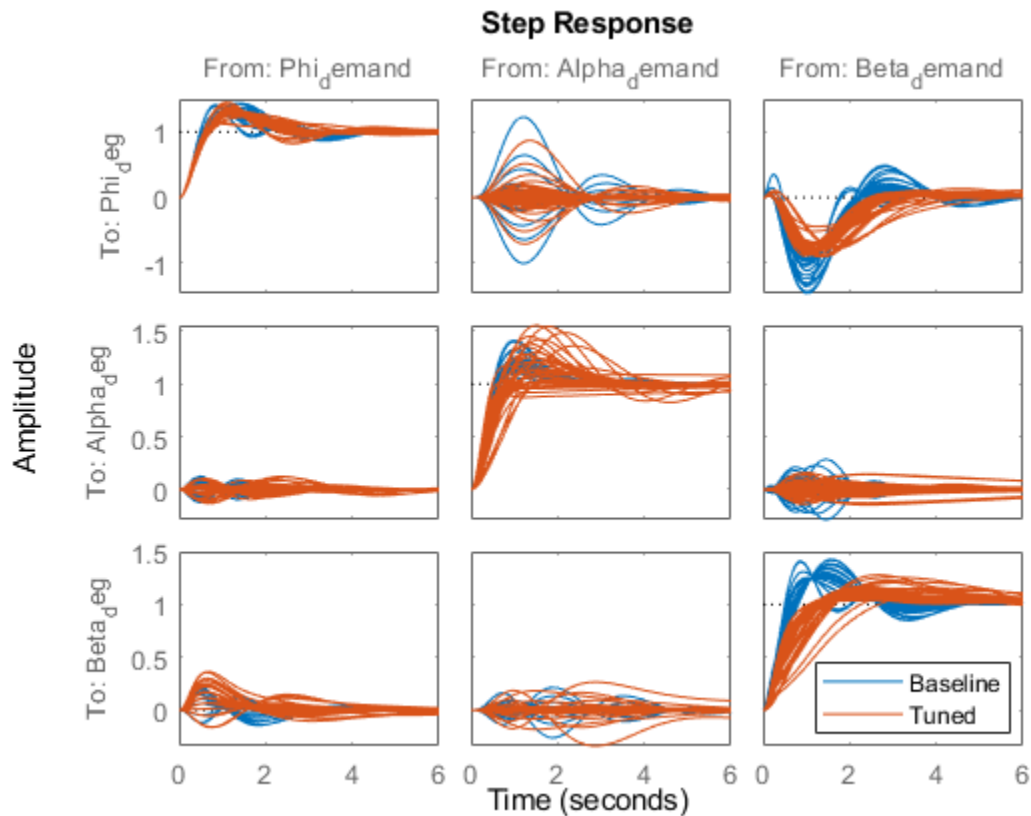 Step Response
From: Phi_demand From: Alpha_demand From: Beta_demand
To: Phi_deg
1
0
-1
To: Alpha_deg
1.5
1
0.5
0
Amplitude
To: Beta_deg
1.5
1
0.5
0
Baseline
Tuned
0 2 4 6 0 2 4 6 0 2 4 6
Time (seconds)